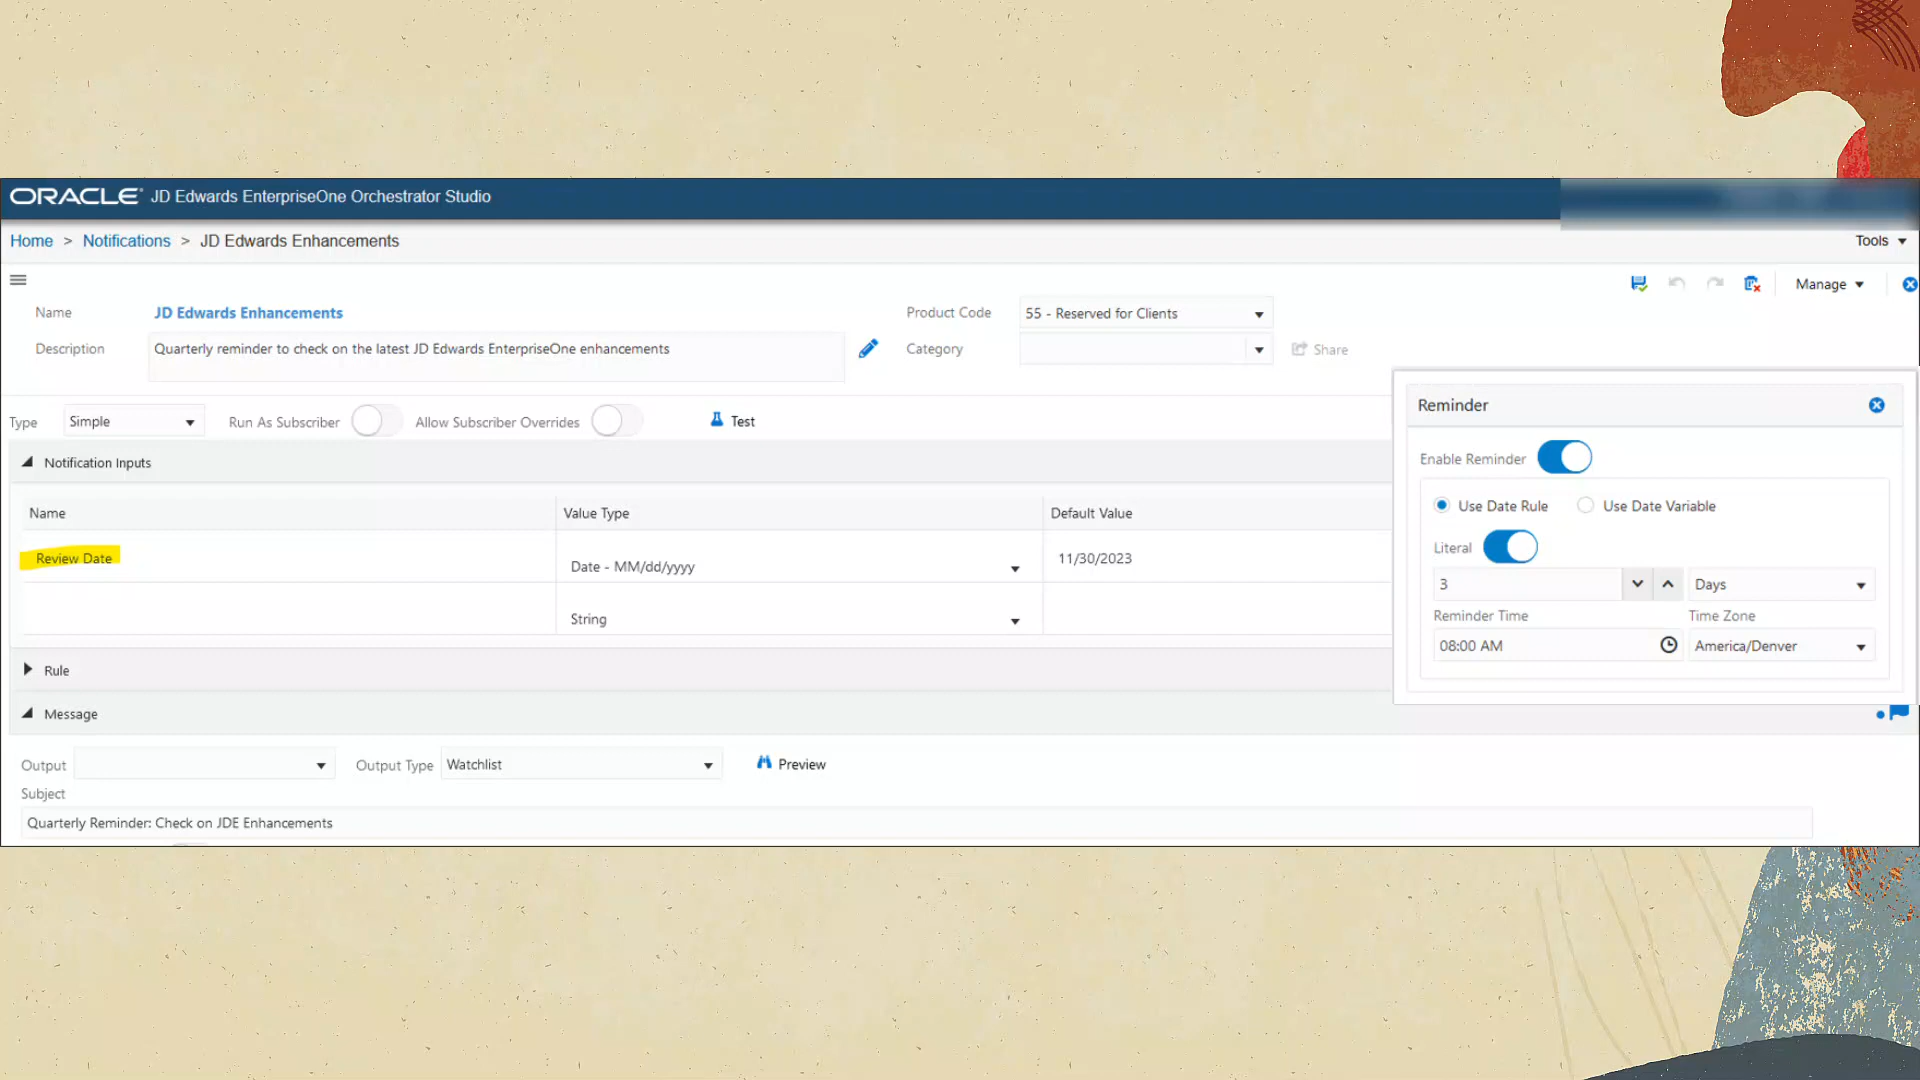 ORACLE JD Edwards EnterpriseOne Orchestrator Studio
Home > Notifications > JD Edwards Enhancements
Tools
Manage
Name JD Edwards Enhancements Product Code 55 - Reserved for Clients
Description Quarterly reminder to check on the latest JD Edwards EnterpriseOne enhancements Category Share
Type Simple Run As Subscriber Allow Subscriber Overrides Test
Notification Inputs
Name Value Type Default Value
Review Date Date - MM/dd/yyyy 11/30/2023
String
Rule
Message
Output Output Type Watchlist Preview
Subject
Quarterly Reminder: Check on JDE Enhancements
Reminder
Enable Reminder
Use Date Rule Use Date Variable
Literal
3 Days
Reminder Time Time Zone
08:00 AM America/Denver